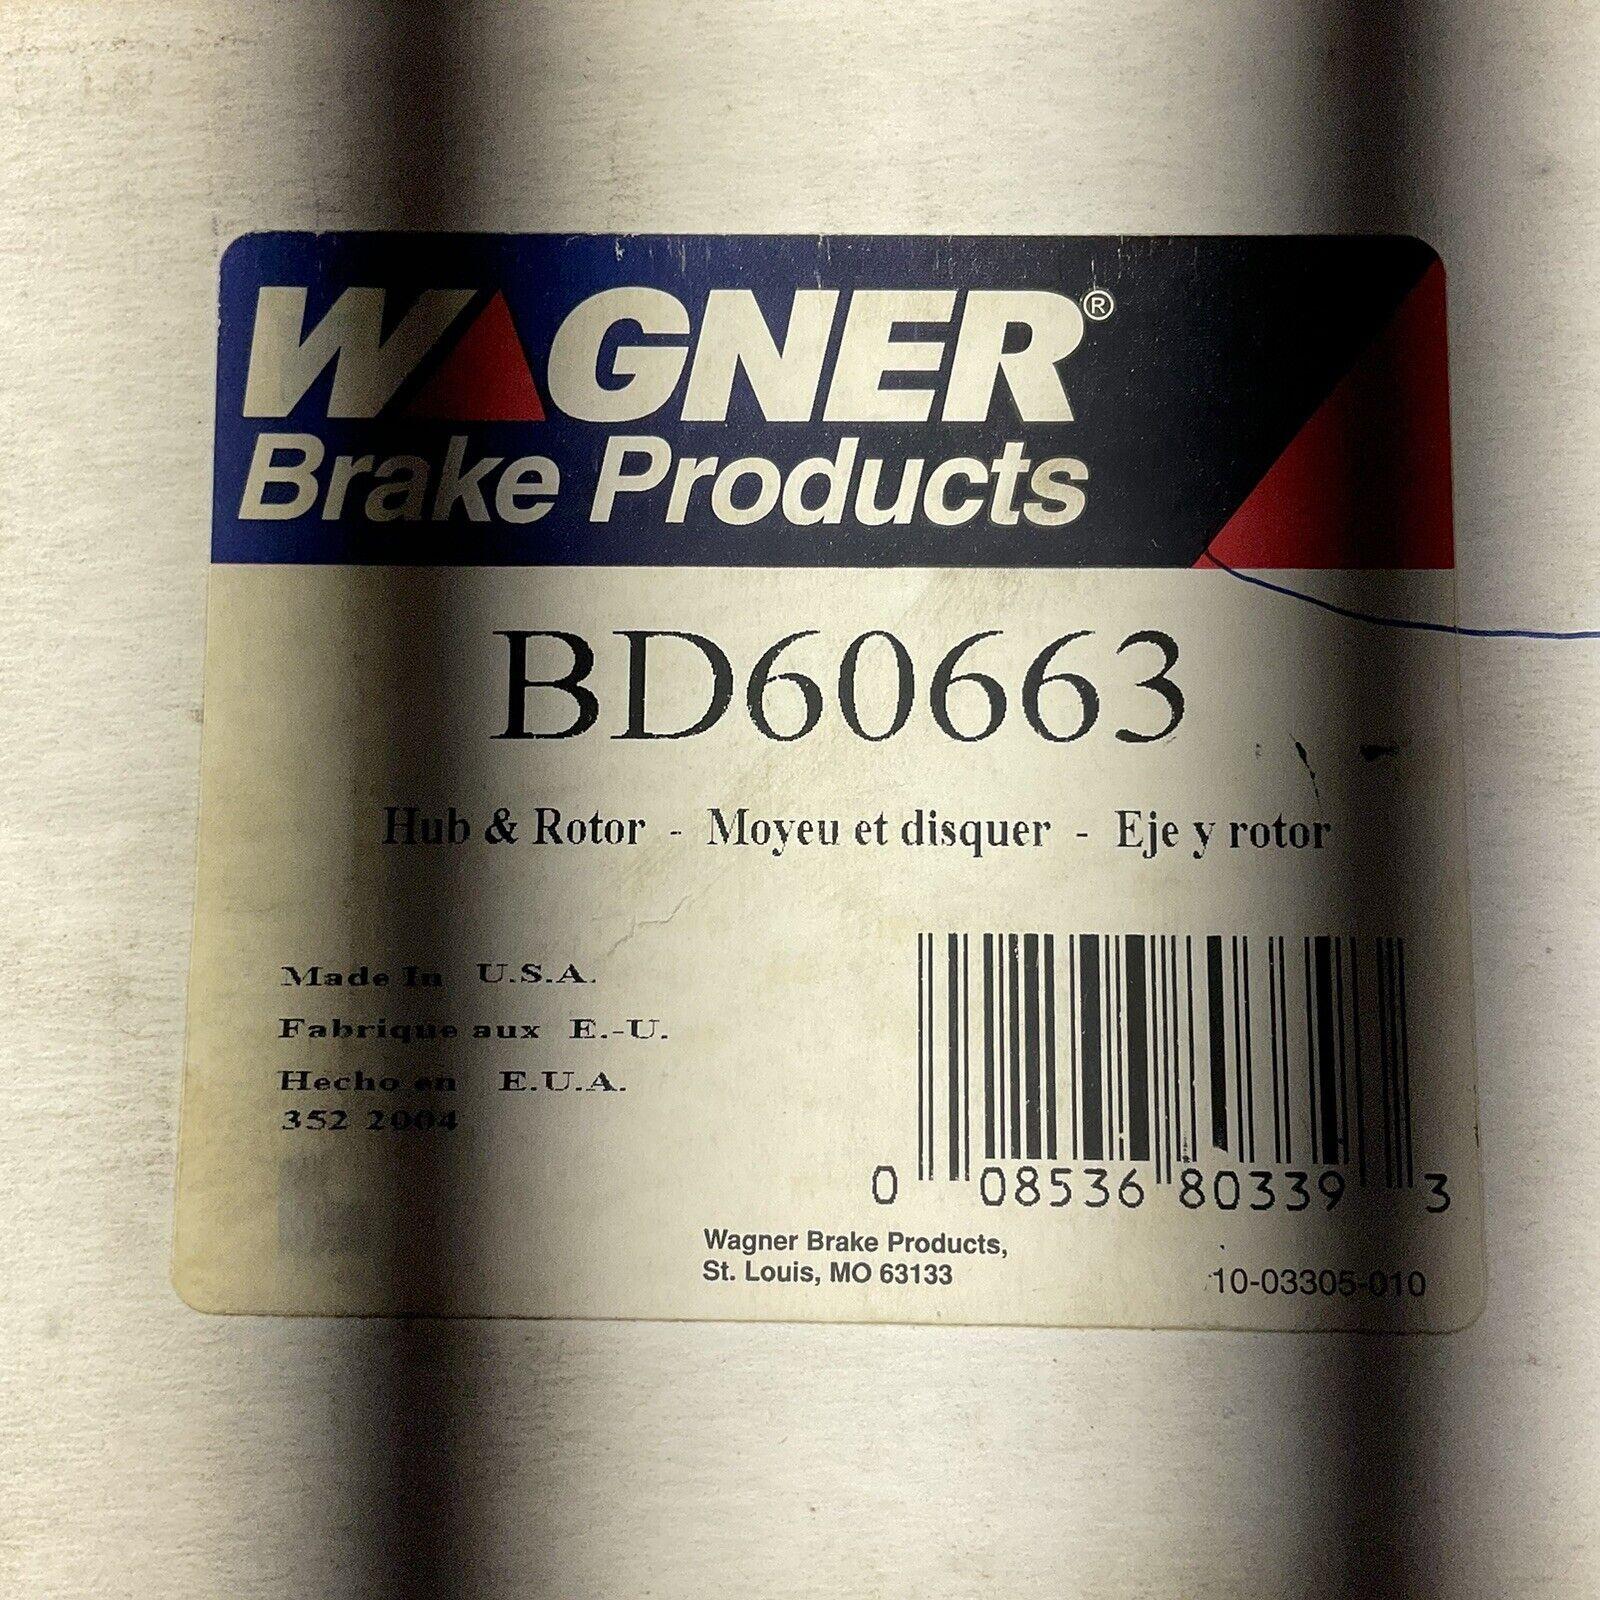 WAGNER®
Brake Products
BD60663
Hub & Rotor - Moyeu et disquer - Eje y rotor
Made In U.S.A.
Fabrique aux E.-U.
Hecho en E.U.A.
352 2004
0 08536 80339 3
Wagner Brake Products,
St. Louis, MO 63133
10-03305-010